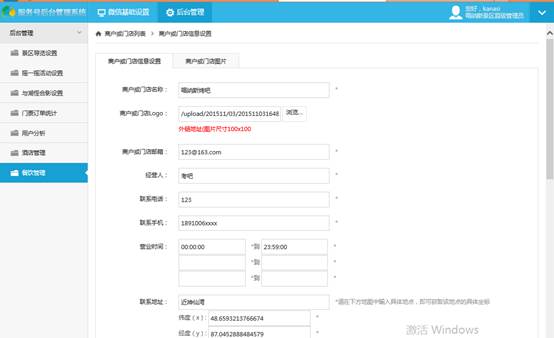 服务号后台管理系统
微信基础设置
后台管理
您好，kanasi
喀纳斯景区超级管理员
后台管理
商户或门店列表 > 商户或门店信息设置
景区导览设置
摇一摇活动设置
与湖怪合影设置
门票订单统计
用户分析
酒店管理
餐饮管理
商户或门店信息设置
商户或门店图片
商户或门店名称： 喀纳斯烤吧 *
商户或门店Logo： /upload/201511/03/201511031648 浏览...
外链地址(图片尺寸100x100
商户或门店邮箱： 123@163.com *
经营人： 考吧 *
联系电话： 123 *
联系手机： 1891006xxxx *
营业时间： 00:00:00 *到 23:59:00 *
*到 *
*到 *
联系地址： 近神仙湾 *请在下方地图中输入具体地点，即可获取该地点的具体坐标
纬度（x）: 48.6593213766674 *
经度（y）: 87.0452888484579 *
激活 Windows